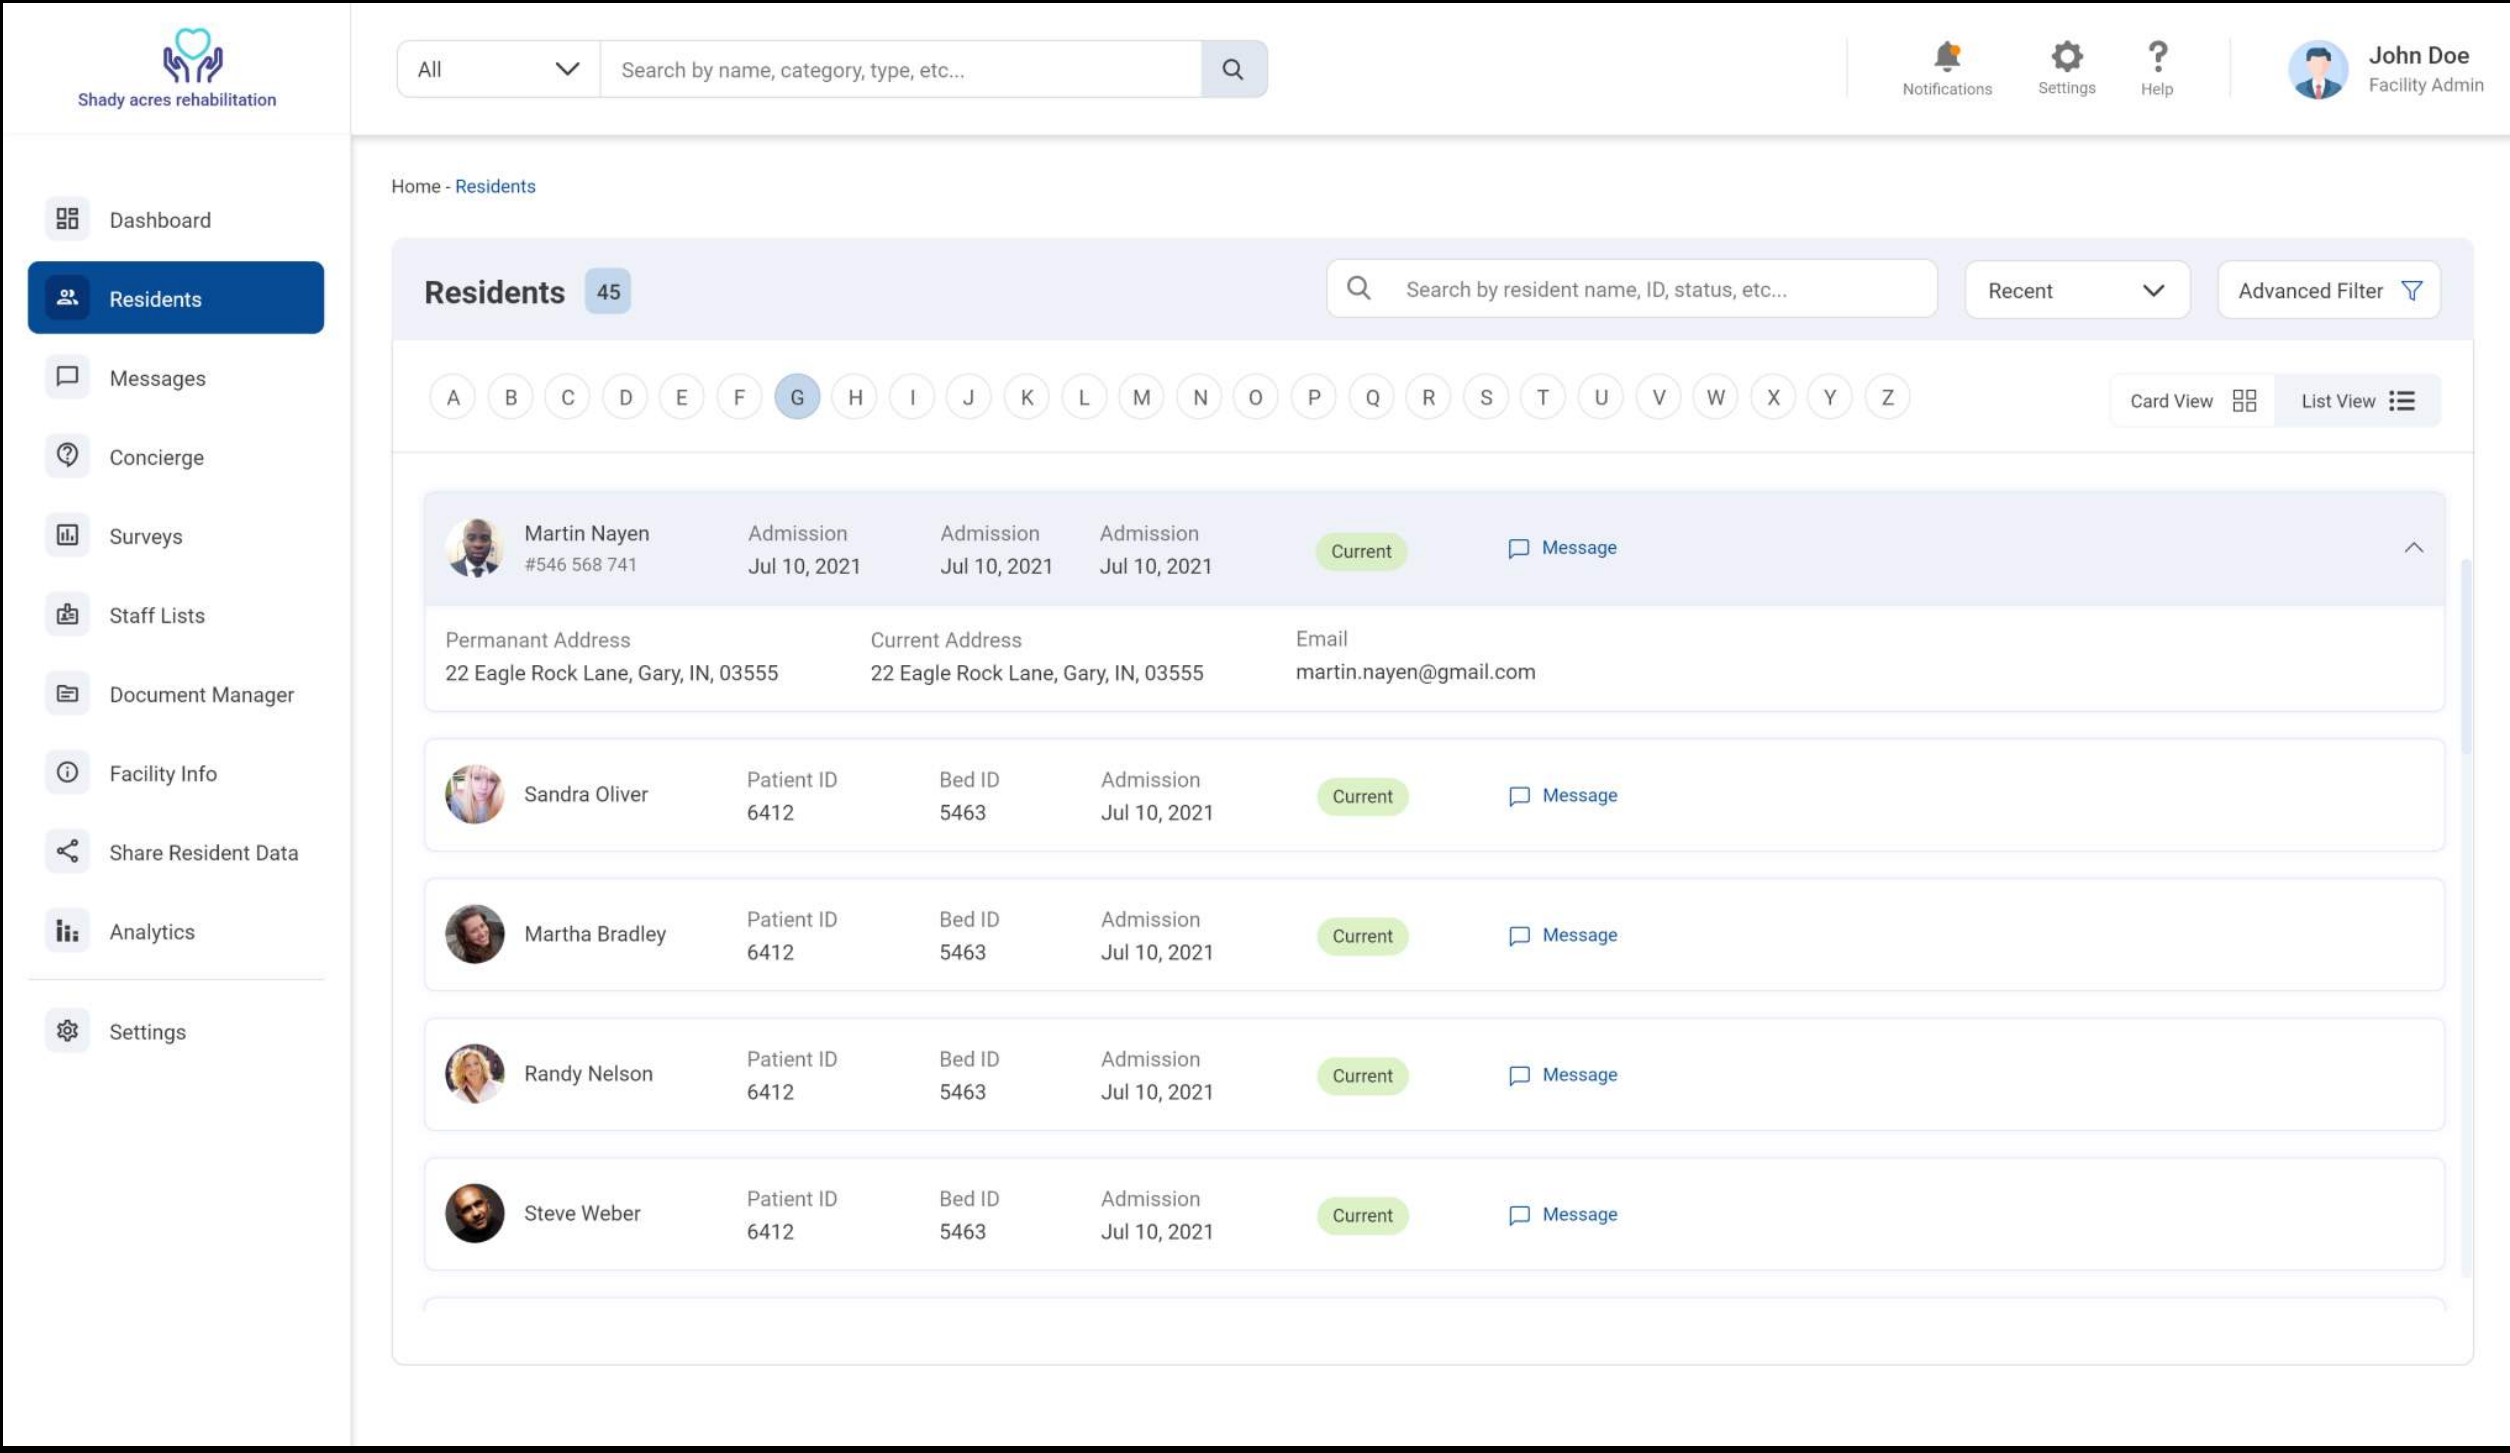 Shady acres rehabilitation
All
Search by name, category, type, etc...
Notifications
Settings
Help
John Doe
Facility Admin
Dashboard
Residents
Messages
Concierge
Surveys
Staff Lists
Document Manager
Facility Info
Share Resident Data
Analytics
Settings
Home - Residents
Residents 45
Search by resident name, ID, status, etc...
Recent
Advanced Filter
A B C D E F G H I J K L M N O P Q R S T U V W X Y Z
Card View
List View
Martin Nayen
#546 568 741
Admission
Jul 10, 2021
Admission
Jul 10, 2021
Admission
Jul 10, 2021
Current
Message
Permanant Address
22 Eagle Rock Lane, Gary, IN, 03555
Current Address
22 Eagle Rock Lane, Gary, IN, 03555
Email
martin.nayen@gmail.com
Sandra Oliver
Patient ID
6412
Bed ID
5463
Admission
Jul 10, 2021
Current
Message
Martha Bradley
Patient ID
6412
Bed ID
5463
Admission
Jul 10, 2021
Current
Message
Randy Nelson
Patient ID
6412
Bed ID
5463
Admission
Jul 10, 2021
Current
Message
Steve Weber
Patient ID
6412
Bed ID
5463
Admission
Jul 10, 2021
Current
Message